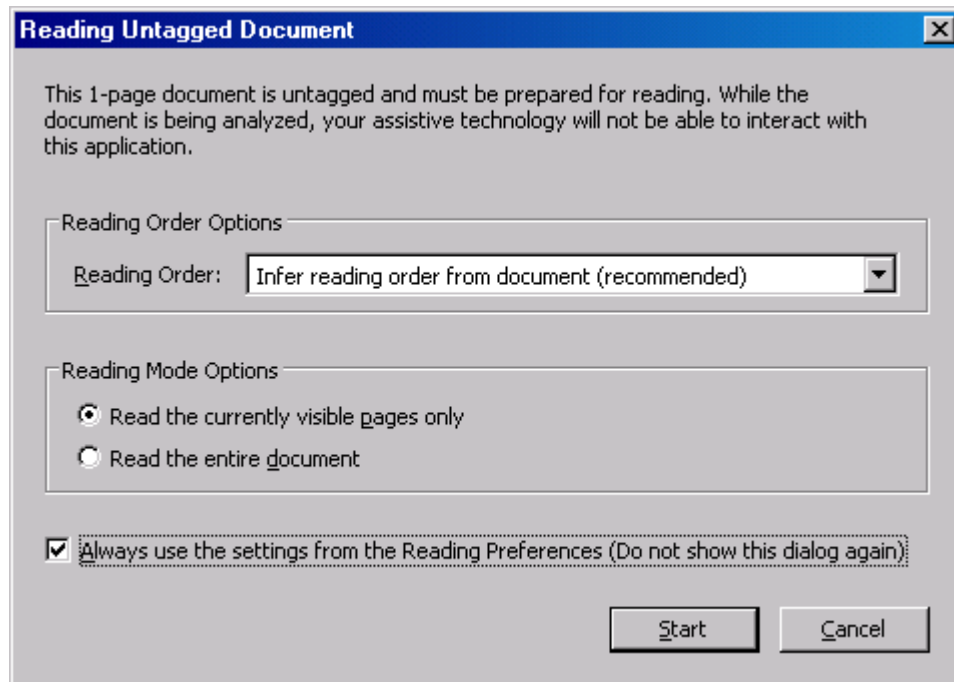 Reading Untagged Document
This 1-page document is untagged and must be prepared for reading. While the
document is being analyzed, your assistive technology will not be able to interact with
this application.
Reading Order Options
Reading Order: Infer reading order from document (recommended)
Reading Mode Options
Read the currently visible pages only
Read the entire document
Always use the settings from the Reading Preferences (Do not show this dialog again)
Start Cancel